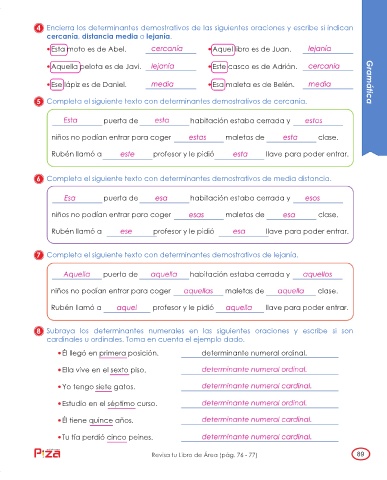 4 Encierra los determinantes demostrativos de las siguientes oraciones y escribe si indican
cercanía, distancia media o lejanía.
• Esta moto es de Abel. cercanía • Aquel libro es de Juan. lejanía
• Aquella pelota es de Javi. lejanía • Este casco es de Adrián. cercanía
• Ese lápiz es de Daniel. media • Esa maleta es de Belén. media
Gramática
5 Completa el siguiente texto con determinantes demostrativos de cercanía.
Esta puerta de esta habitación estaba cerrada y estos
niños no podían entrar para coger estas maletas de esta clase.
Rubén llamó a este profesor y le pidió esta llave para poder entrar.
6 Completa el siguiente texto con determinantes demostrativos de media distancia.
Esa puerta de esa habitación estaba cerrada y esos
niños no podían entrar para coger esas maletas de esa clase.
Rubén llamó a ese profesor y le pidió esa llave para poder entrar.
7 Completa el siguiente texto con determinantes demostrativos de lejanía.
Aquella puerta de aquella habitación estaba cerrada y aquellos
niños no podían entrar para coger aquellas maletas de aquella clase.
Rubén llamó a aquel profesor y le pidió aquella llave para poder entrar.
8 Subraya los determinantes numerales en las siguientes oraciones y escribe si son
cardinales u ordinales. Toma en cuenta el ejemplo dado.
• Él llegó en primera posición. determinante numeral ordinal.
• Ella vive en el sexto piso. determinante numeral ordinal.
• Yo tengo siete gatos. determinante numeral cardinal.
• Estudio en el séptimo curso. determinante numeral ordinal.
• Él tiene quince años. determinante numeral cardinal.
• Tu tía perdió cinco peines. determinante numeral cardinal.
Piza Revisa tu Libro de Área (pág. 76 - 77) 89